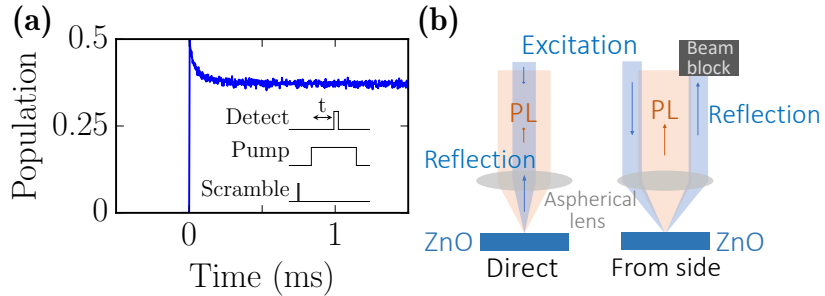 (a)
0.5
0.25
0
Population
0
1
Time (ms)
t
Detect
Pump
Scramble
(b)
Excitation
Beam
block
PL
PL
Reflection
Reflection
Aspherical
lens
ZnO
ZnO
Direct
From side